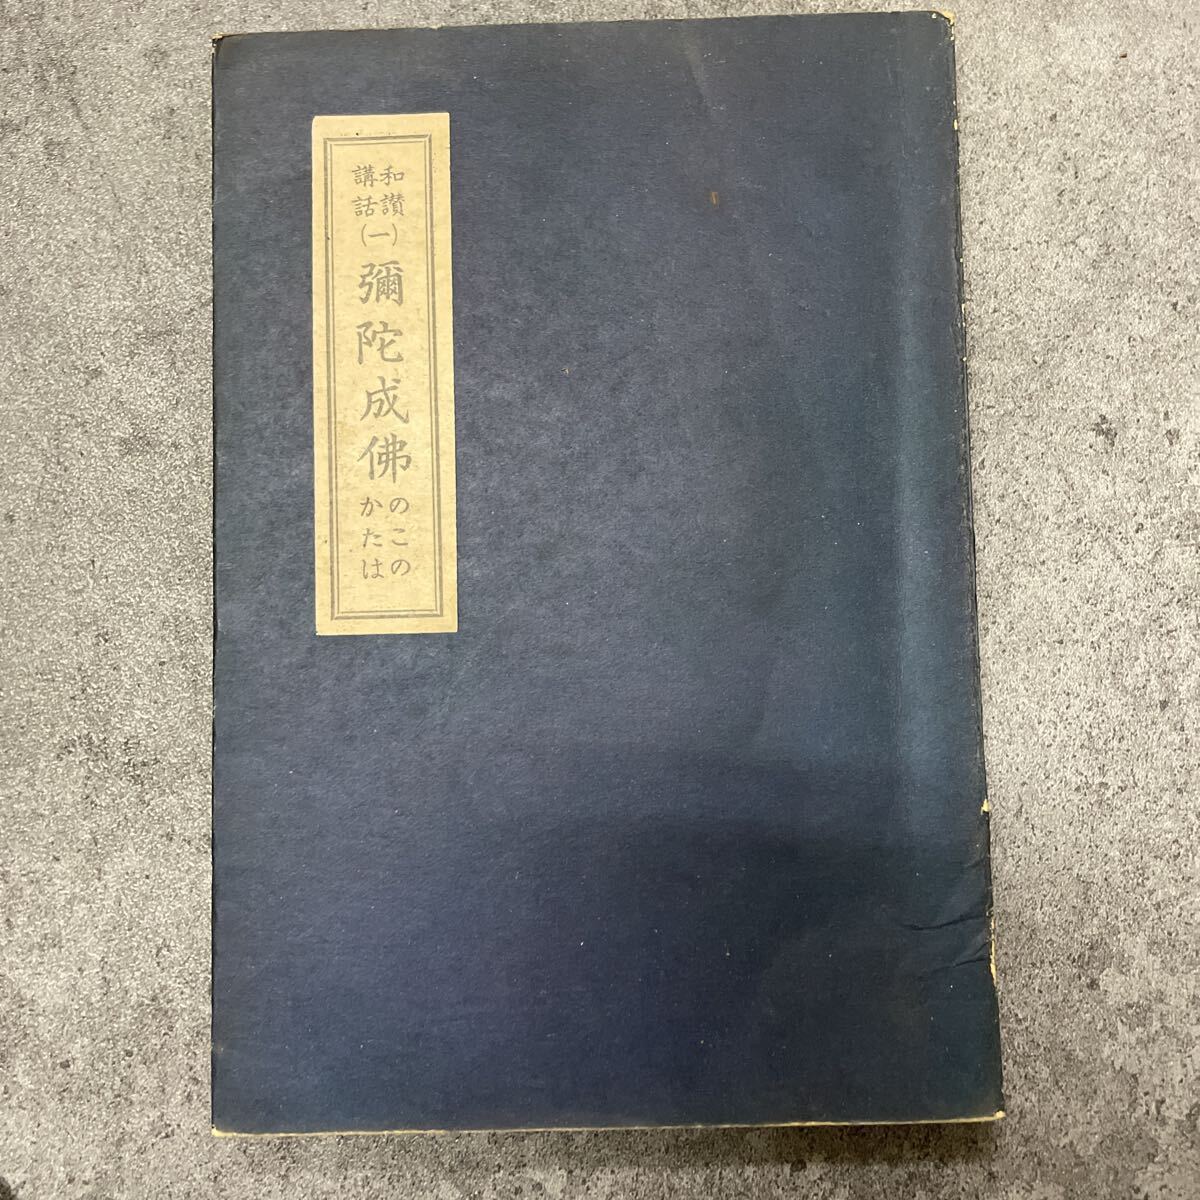 和讃
講話
(一)
彌陀成佛
のこの
かたは